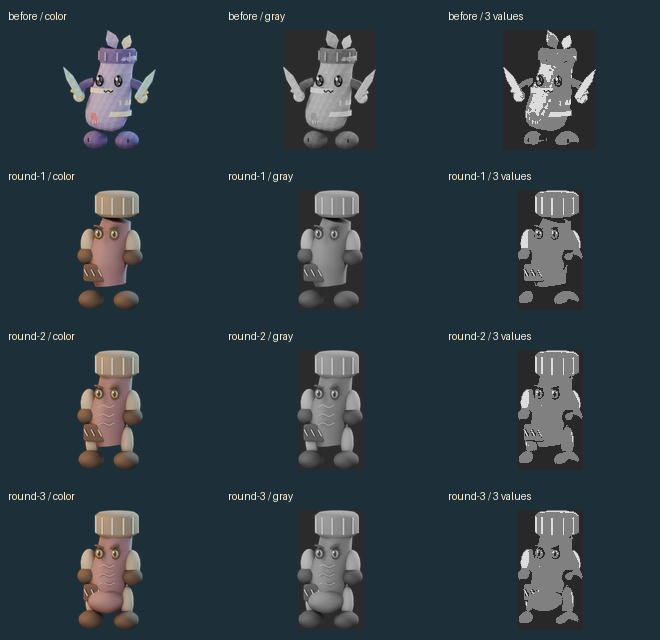 before / color
before / gray
before / 3 values
round-1 / color
round-1 / gray
round-1 / 3 values
round-2 / color
round-2 / gray
round-2 / 3 values
round-3 / color
round-3 / gray
round-3 / 3 values